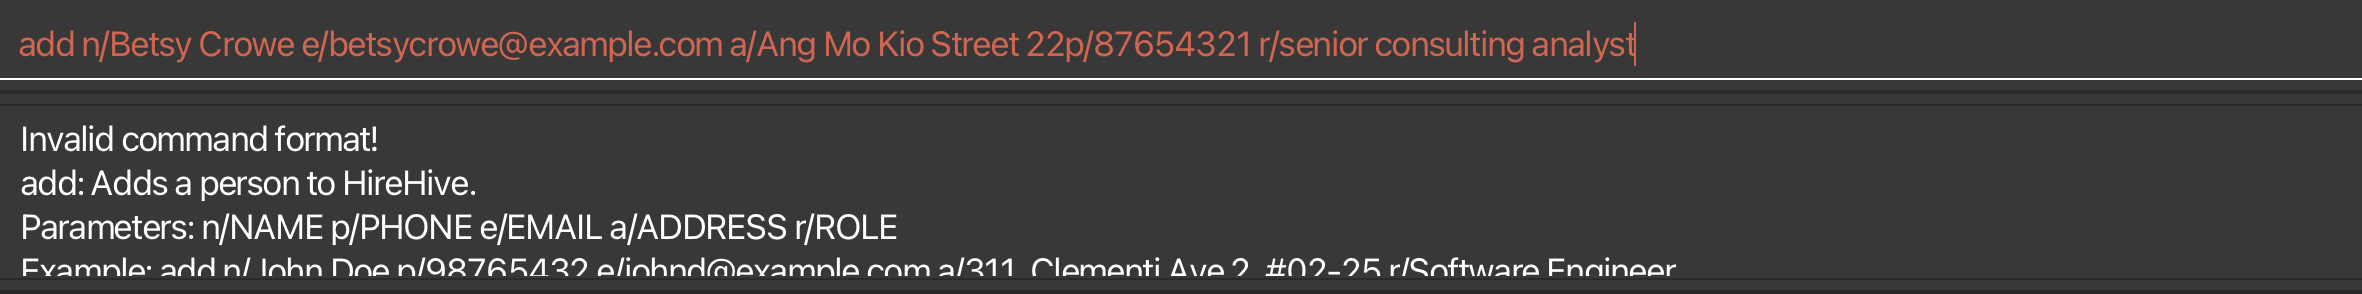 add n/Betsy Crowe e/betsycrowe@example.com a/Ang Mo Kio Street 22p/87654321 r/senior consulting analyst
Invalid command format!
add: Adds a person to HireHive.
Parameters: n/NAME p/PHONE e/EMAIL a/ADDRESS r/ROLE
Example: add n/John Doe p/98765432 e/johnd@example.com a/311, Clementi Ave 2, #02-25 r/Software Engineer